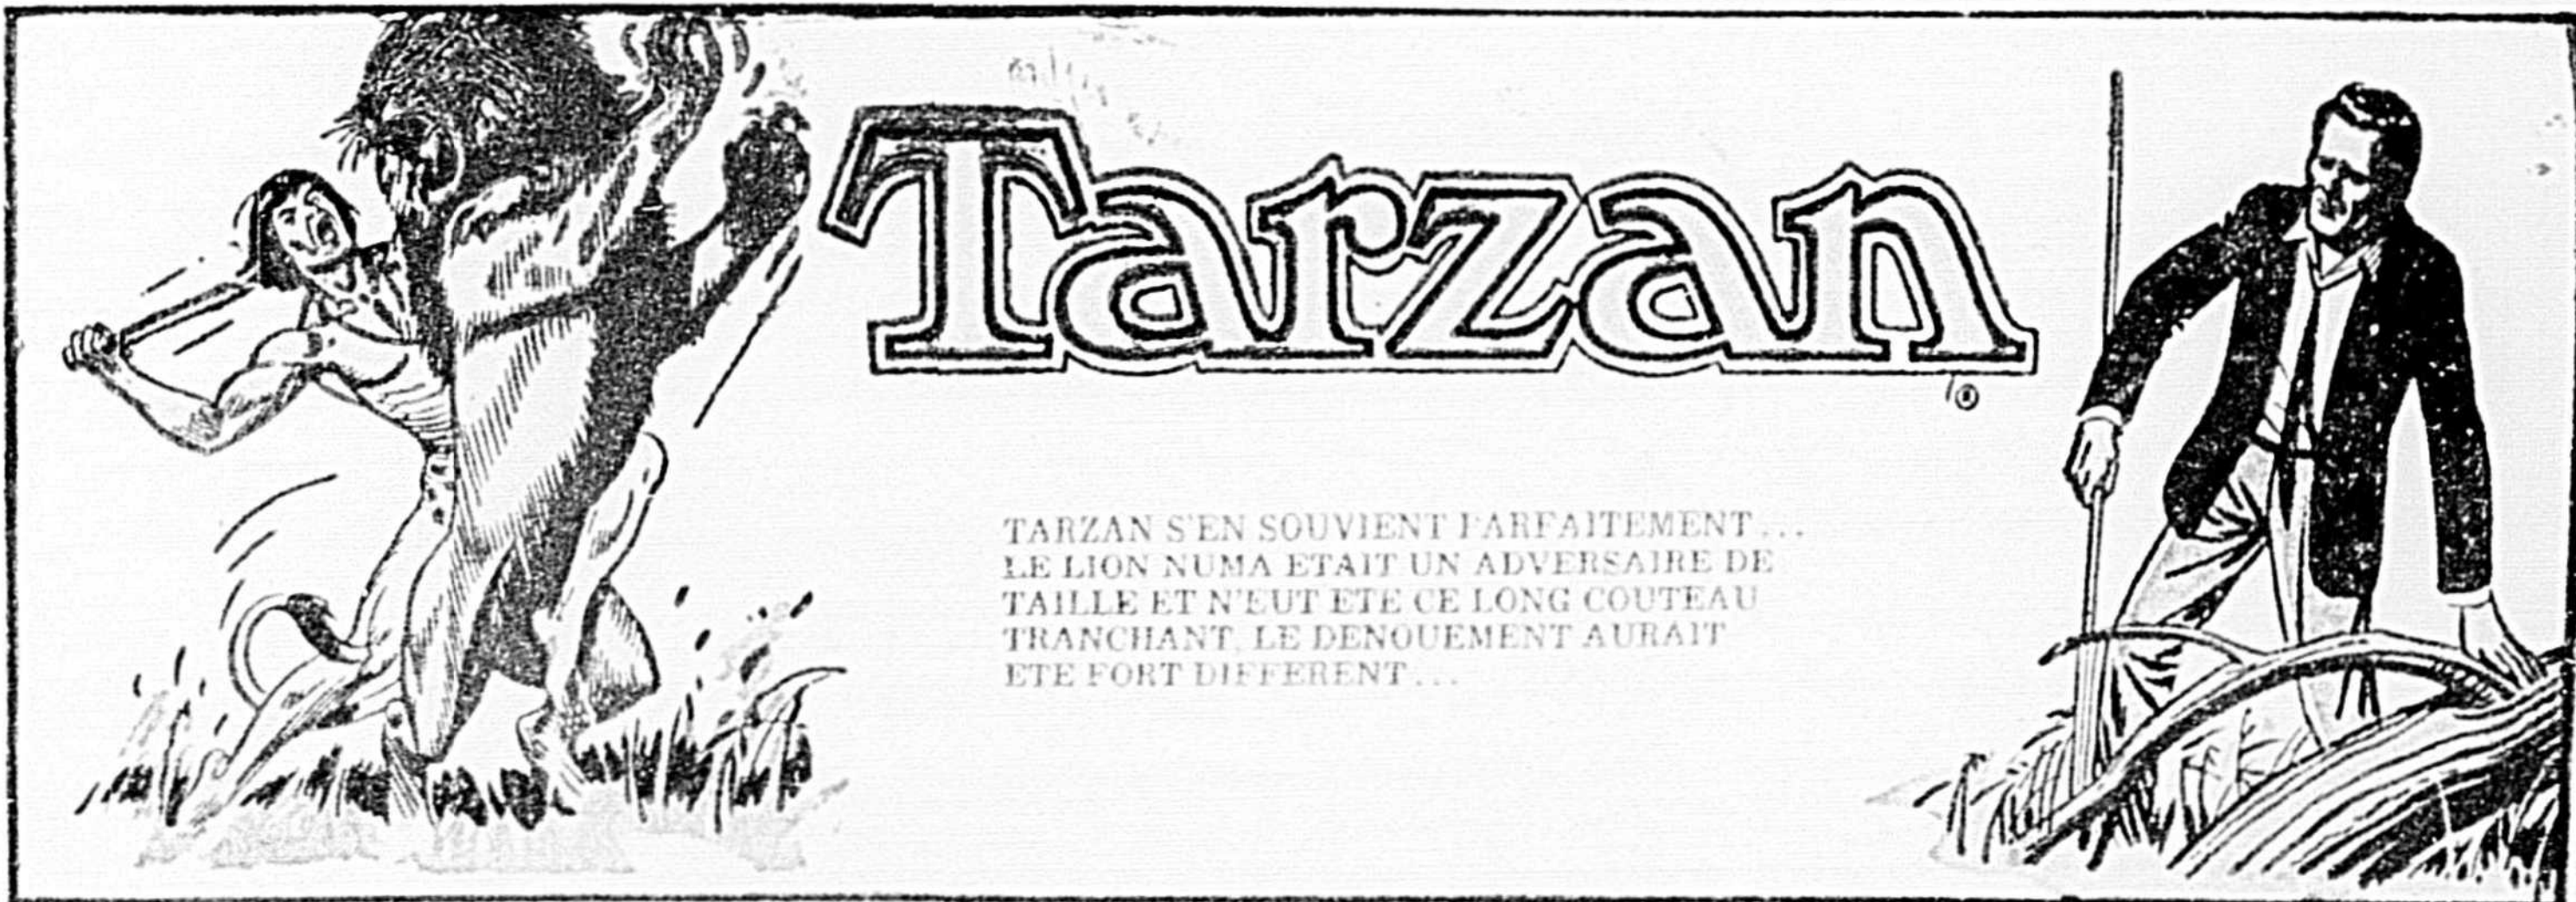 Tarzan
®
TARZAN S'EN SOUVIENT PARFAITEMENT...
LE LION NUMA ETAIT UN ADVERSAIRE DE
TAILLE ET N'EUT ETE CE LONG COUTEAU
TRANCHANT, LE DENOUEMENT AURAIT
ETE FORT DIFFERENT...